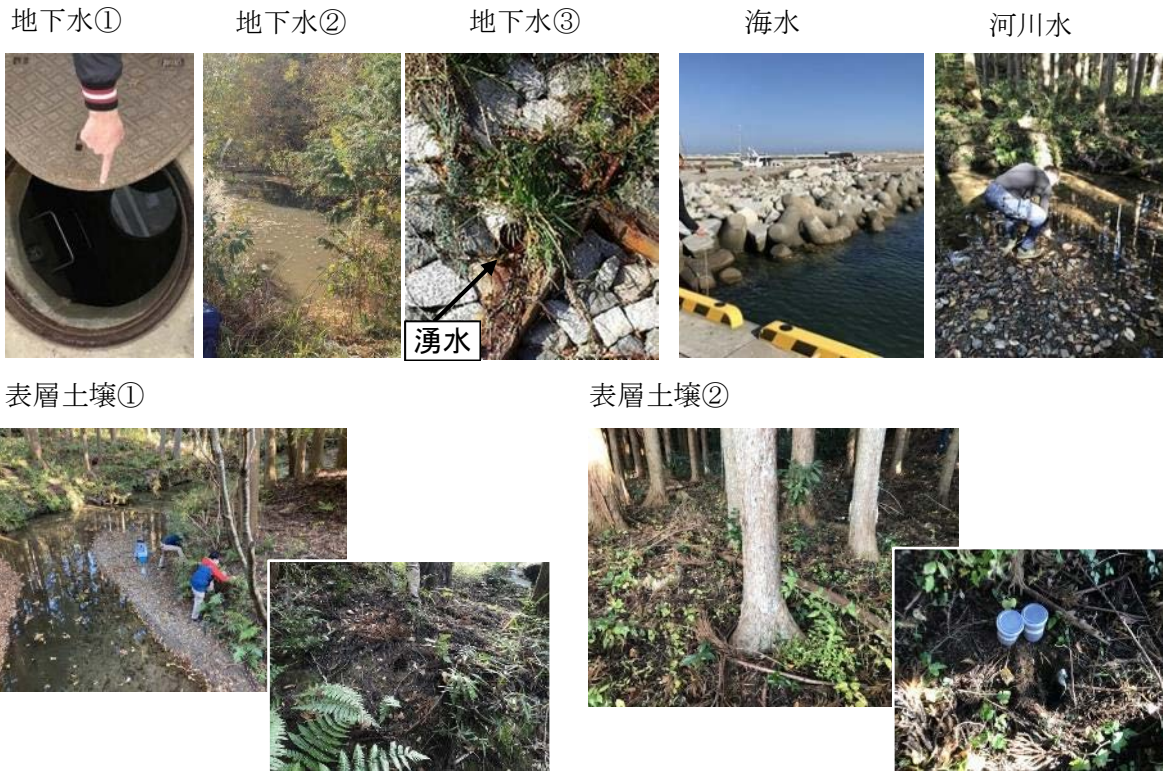 地下水①
地下水②
地下水③
海水
河川水
湧水
表層土壌①
表層土壌②